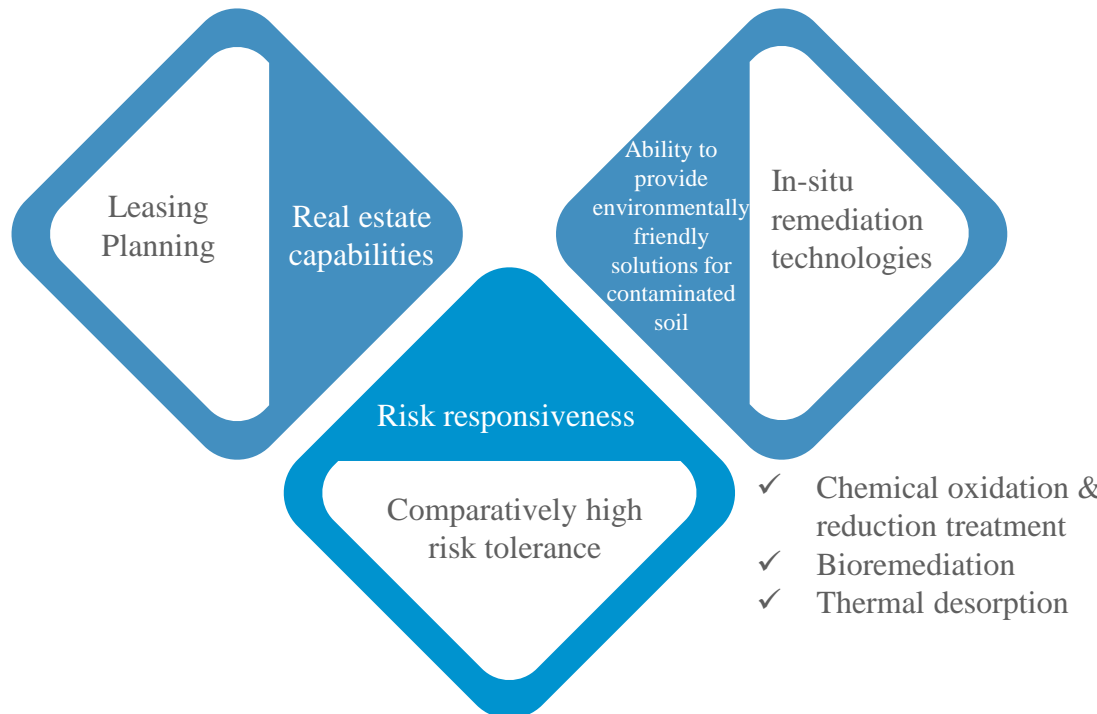 Leasing
Planning
Real estate
capabilities
Ability to
provide
environmentally
friendly
solutions for
contaminated
soil
In-situ
remediation
technologies
Risk responsiveness
Comparatively high
risk tolerance
✓ Chemical oxidation &
reduction treatment
✓ Bioremediation
✓ Thermal desorption